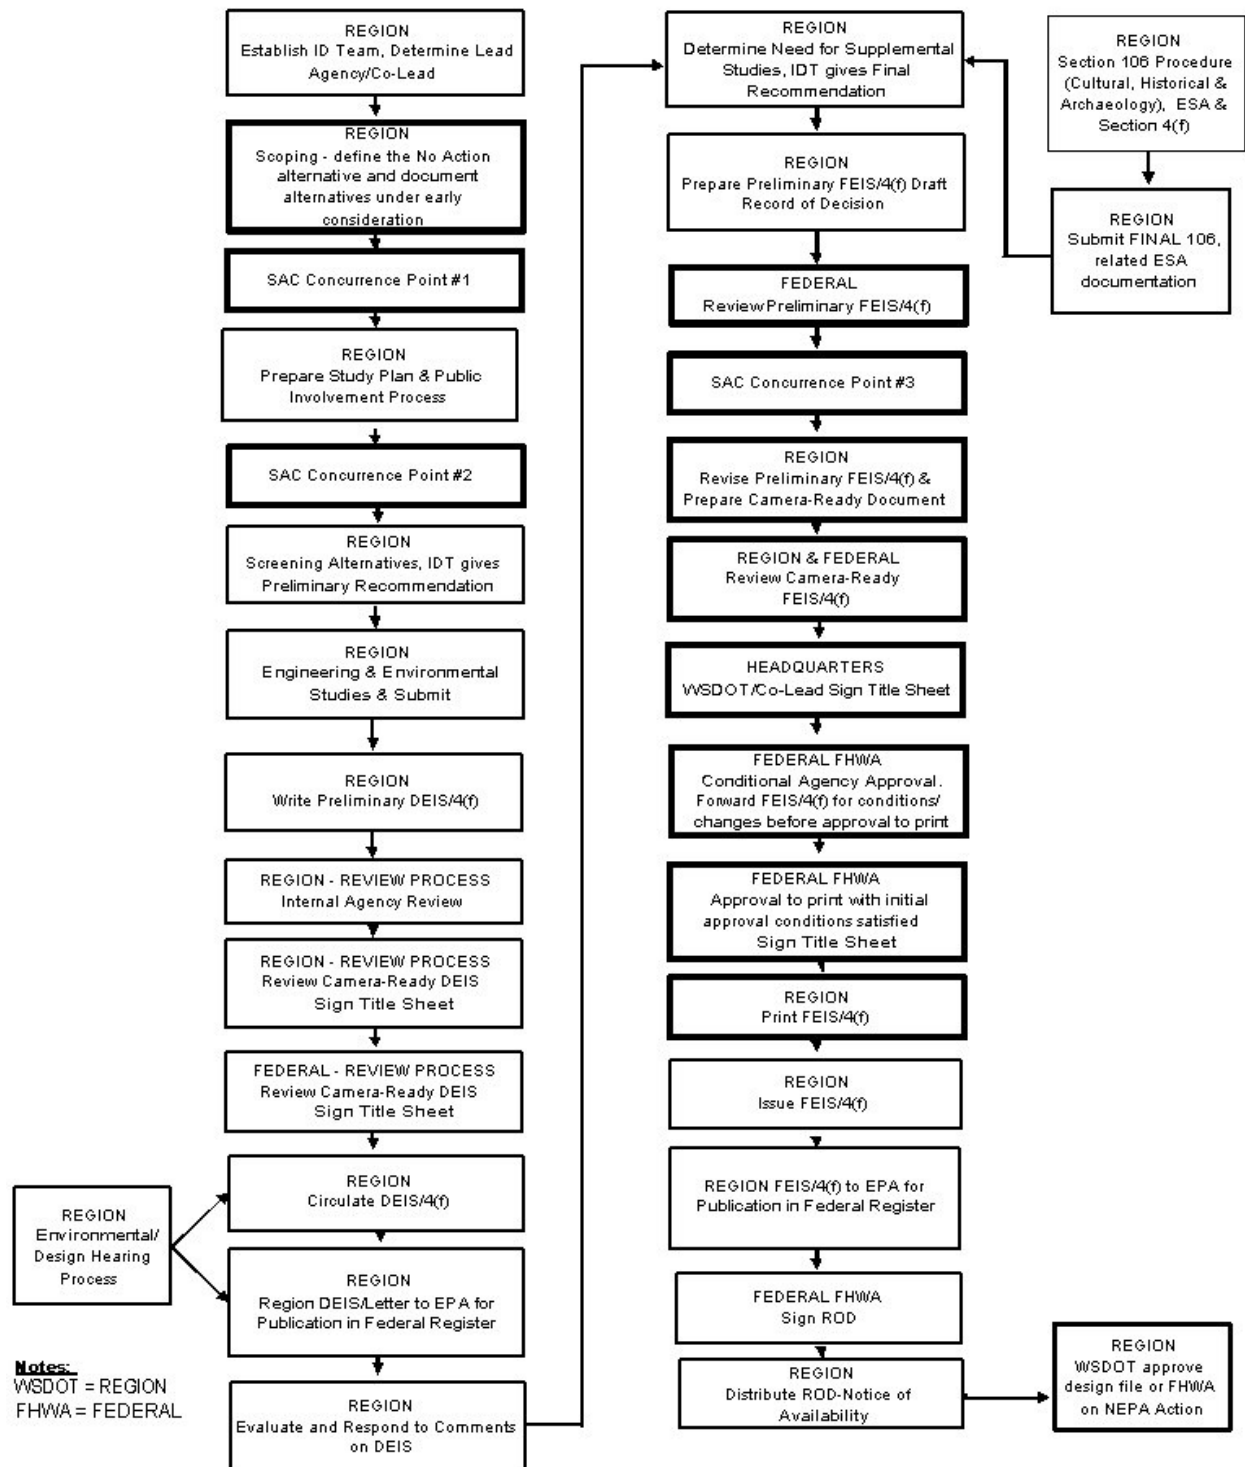 REGION
Establish ID Team, Determine Lead
Agency/Co-Lead
REGION
Scoping - define the No Action
alternative and document
alternatives under early
consideration
SAC Concurrence Point #1
REGION
Prepare Study Plan & Public
Involvement Process
SAC Concurrence Point #2
REGION
Screening Alternatives, IDT gives
Preliminary Recommendation
REGION
Engineering & Environmental
Studies & Submit
REGION
Write Preliminary DEIS/4(f)
REGION - REVIEW PROCESS
Internal Agency Review
REGION - REVIEW PROCESS
Review Camera-Ready DEIS
Sign Title Sheet
FEDERAL - REVIEW PROCESS
Review Camera-Ready DEIS
Sign Title Sheet
REGION
Circulate DEIS/4(f)
REGION
Environmental/
Design Hearing
Process
REGION
Region DEIS/Letter to EPA for
Publication in Federal Register
REGION
Evaluate and Respond to Comments
on DEIS
Notes:
WSDOT = REGION
FHWA = FEDERAL
REGION
Determine Need for Supplemental
Studies, IDT gives Final
Recommendation
REGION
Section 106 Procedure
(Cultural, Historical &
Archaeology), ESA &
Section 4(f)
REGION
Submit FINAL 106,
related ESA
documentation
REGION
Prepare Preliminary FEIS/4(f) Draft
Record of Decision
FEDERAL
Review Preliminary FEIS/4(f)
SAC Concurrence Point #3
REGION
Revise Preliminary FEIS/4(f) &
Prepare Camera-Ready Document
REGION & FEDERAL
Review Camera-Ready
FEIS/4(f)
HEADQUARTERS
WSDOT/Co-Lead Sign Title Sheet
FEDERAL FHWA
Conditional Agency Approval.
Forward FEIS/4(f) for conditions/
changes before approval to print
FEDERAL FHWA
Approval to print with initial
approval conditions satisfied
Sign Title Sheet
REGION
Print FEIS/4(f)
REGION
Issue FEIS/4(f)
REGION FEIS/4(f) to EPA for
Publication in Federal Register
FEDERAL FHWA
Sign ROD
REGION
Distribute ROD-Notice of
Availability
REGION
WSDOT approve
design file or FHWA
on NEPA Action